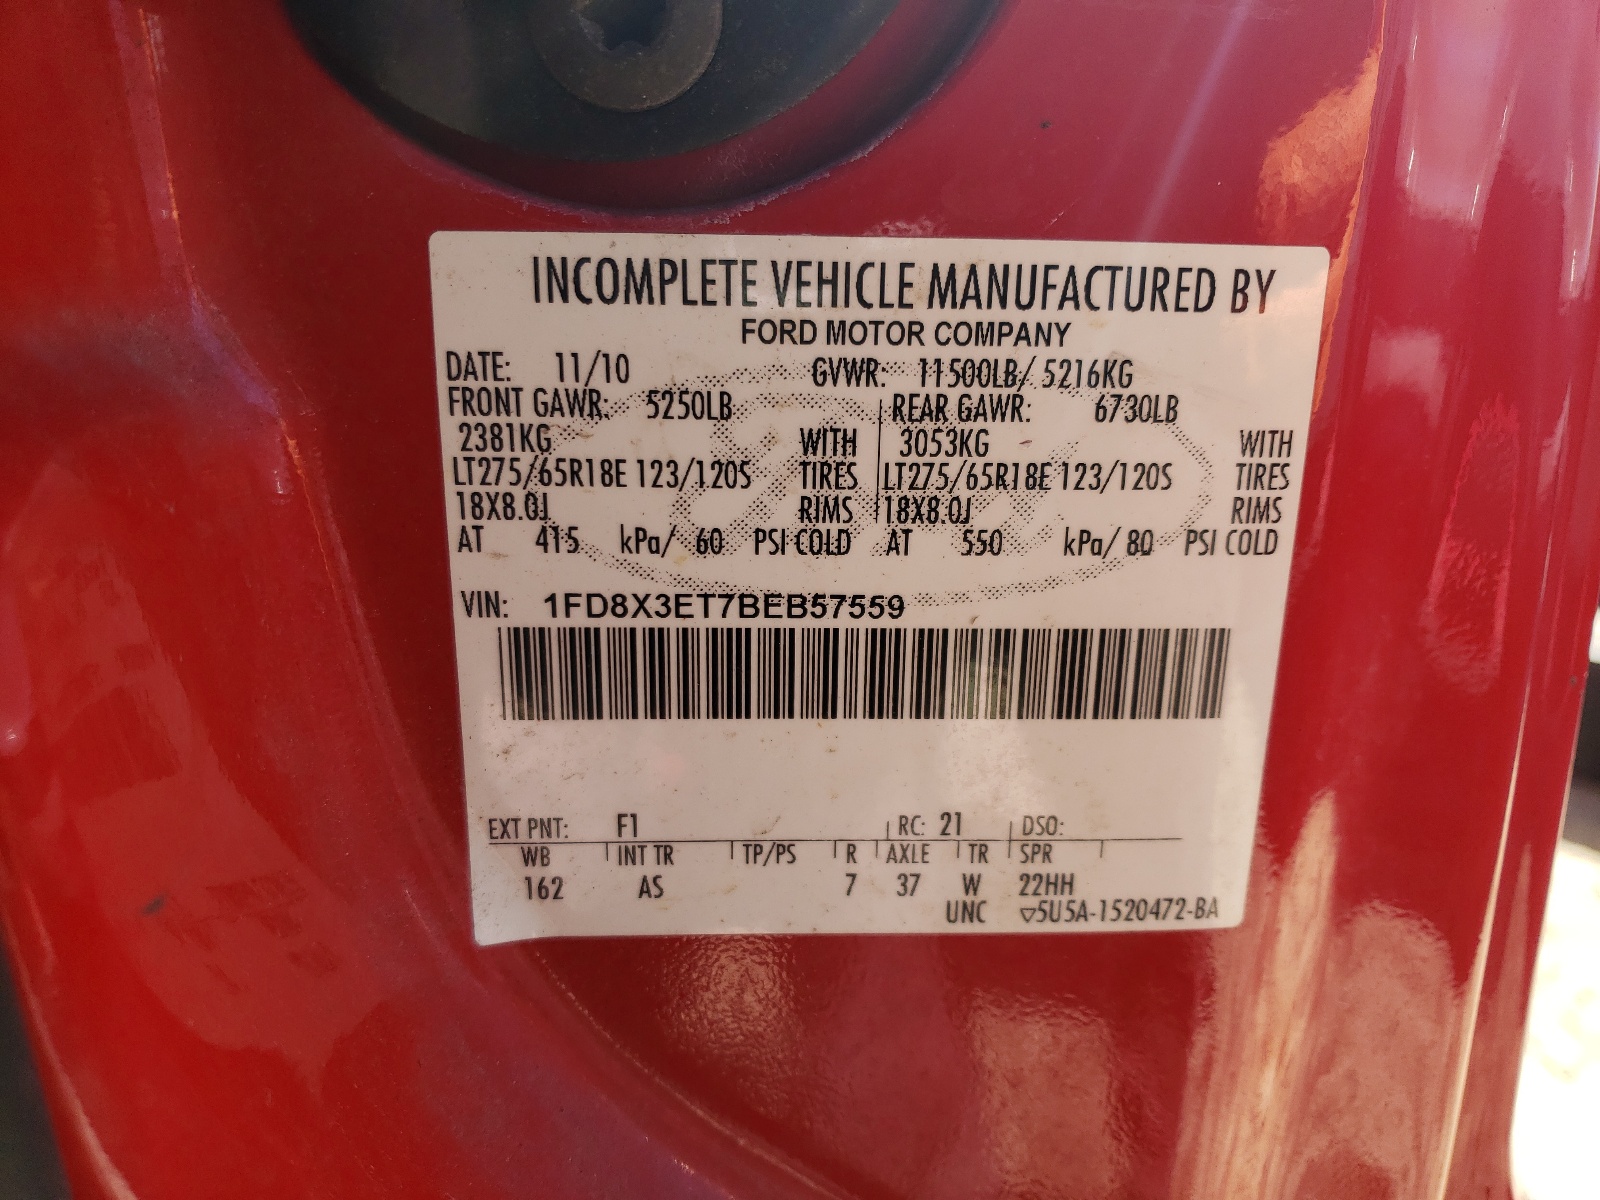 INCOMPLETE VEHICLE MANUFACTURED BY
FORD MOTOR COMPANY
DATE: 11/10 GVWR: 11500LB/ 5216KG
FRONT GAWR: 5250LB REAR GAWR: 6730LB
2381KG WITH 3053KG WITH
LT275/65R18E 123/120S TIRES LT275/65R18E 123/120S TIRES
18X8.0J RIMS 18X8.0J RIMS
AT 415 kPa/ 60 PSI COLD AT 550 kPa/ 80 PSI COLD
VIN: 1FD8X3ET7BEB57559
EXT PNT: F1 RC: 21 DSO:
WB INT TR TP/PS R AXLE TR SPR
162 AS 7 37 W 22HH
UNC ▽5U5A-1520472-BA